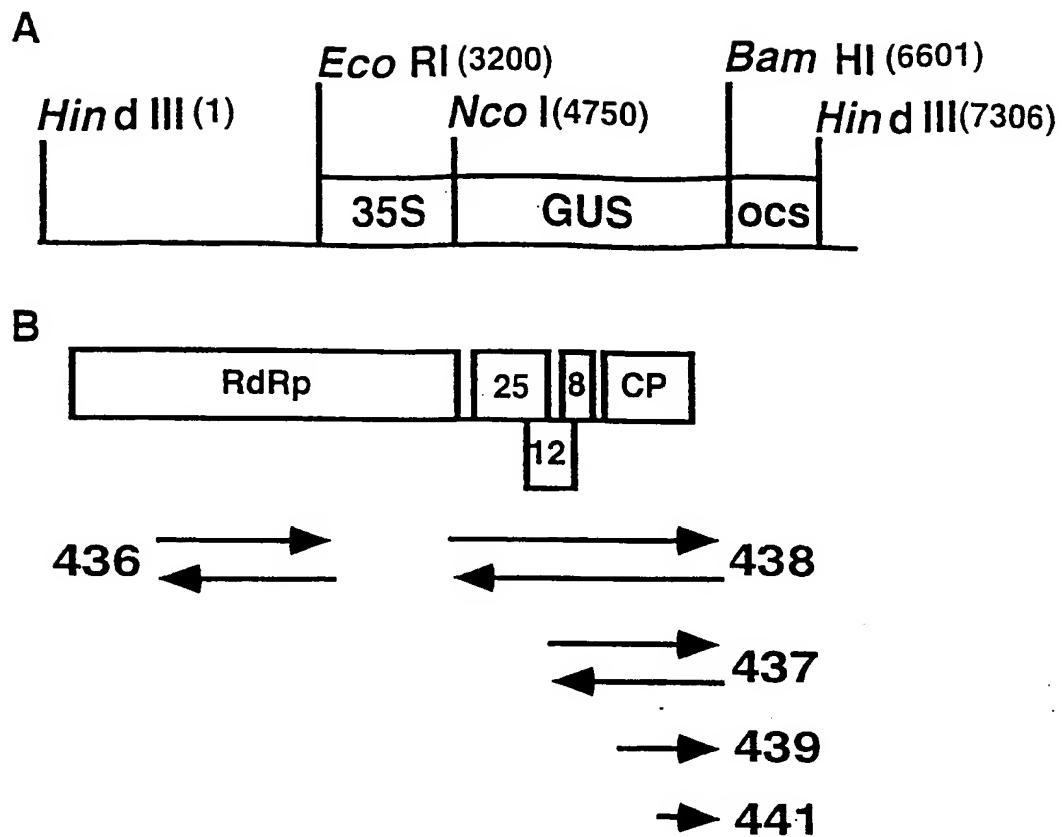 A
Eco RI (3200)
Bam HI (6601)
Hin d III (1)
Nco I(4750)
Hin d III(7306)
35S
GUS
ocs
B
RdRp
25
8
CP
12
436
438
437
439
441